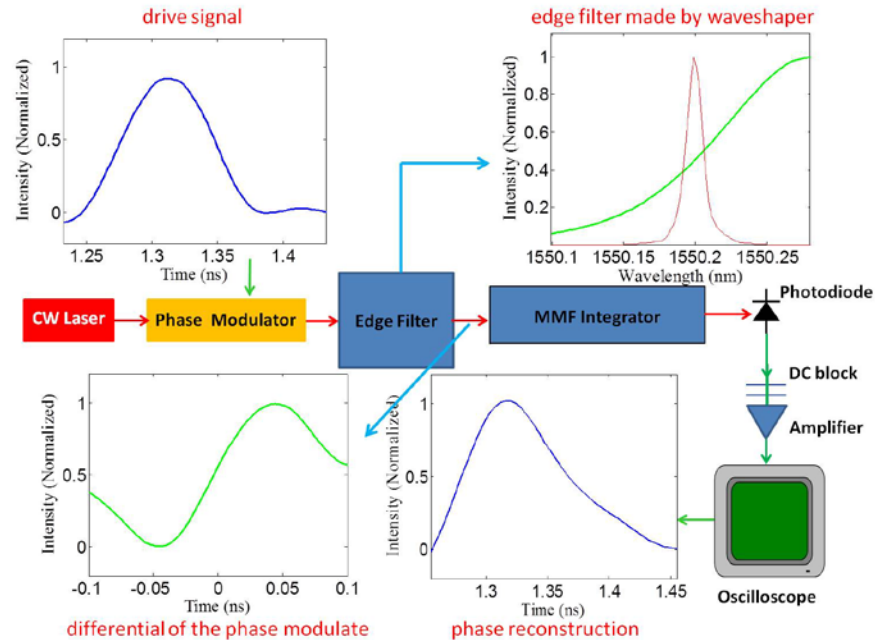 drive signal
edge filter made by waveshaper
Intensity (Normalized)
1
0.5
0
1.25 1.3 1.35 1.4
Time (ns)
Intensity (Normalized)
1
0.8
0.6
0.4
0.2
1550.1 1550.15 1550.2 1550.25
Wavelength (nm)
CW Laser
Phase Modulator
Edge Filter
MMF Integrator
Photodiode
DC block
Amplifier
Oscilloscope
Intensity (Normalized)
1
0.5
0
-0.1 -0.05 0 0.05 0.1
Time (ns)
differential of the phase modulate
Intensity (Normalized)
1
0.5
0
1.3 1.35 1.4 1.45
Time (ns)
phase reconstruction